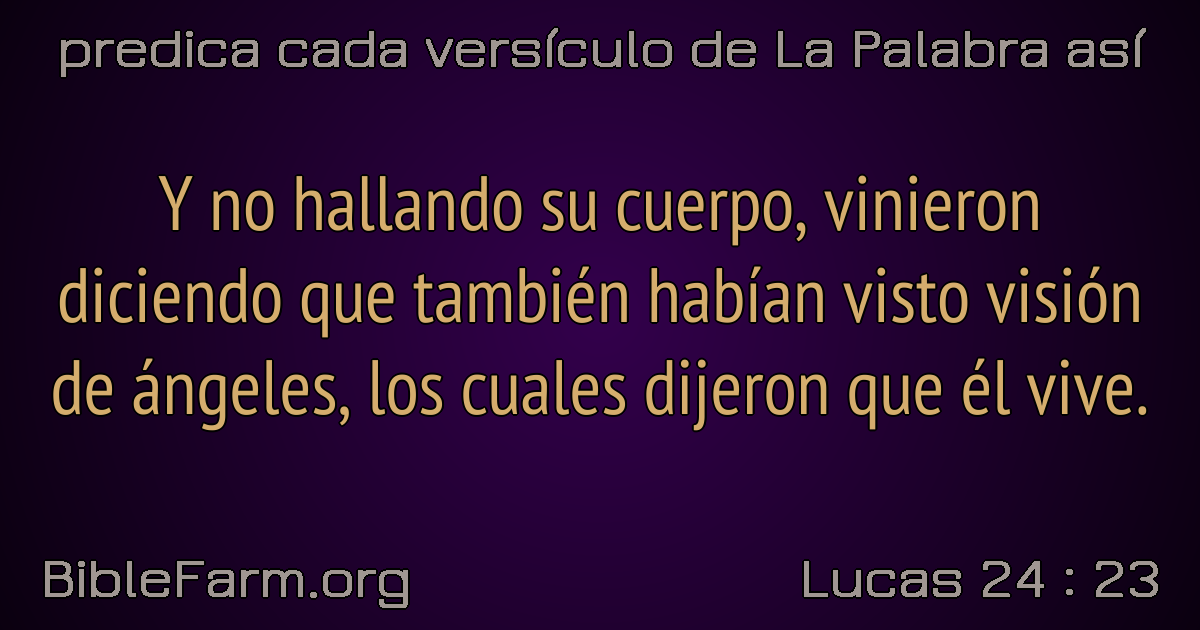 predica cada versículo de La Palabra así
Y no hallando su cuerpo, vinieron
diciendo que también habían visto visión
de ángeles, los cuales dijeron que él vive.
BibleFarm.org
Lucas 24 : 23